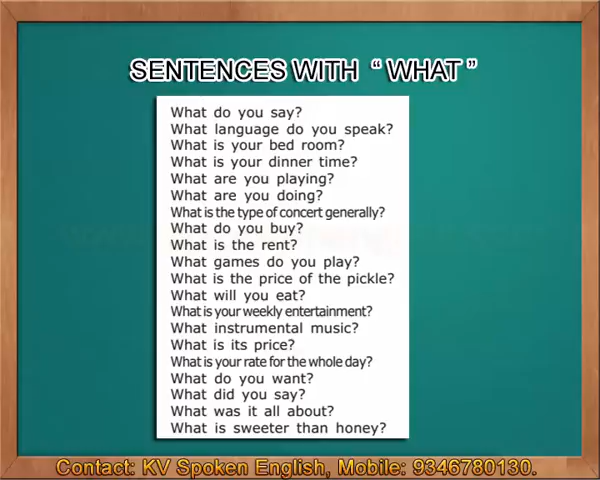 SENTENCES WITH “ WHAT ”
What do you say?
What language do you speak?
What is your bed room?
What is your dinner time?
What are you playing?
What are you doing?
What is the type of concert generally?
What do you buy?
What is the rent?
What games do you play?
What is the price of the pickle?
What will you eat?
What is your weekly entertainment?
What instrumental music?
What is its price?
What is your rate for the whole day?
What do you want?
What did you say?
What was it all about?
What is sweeter than honey?
Contact: KV Spoken English, Mobile: 9346780130.